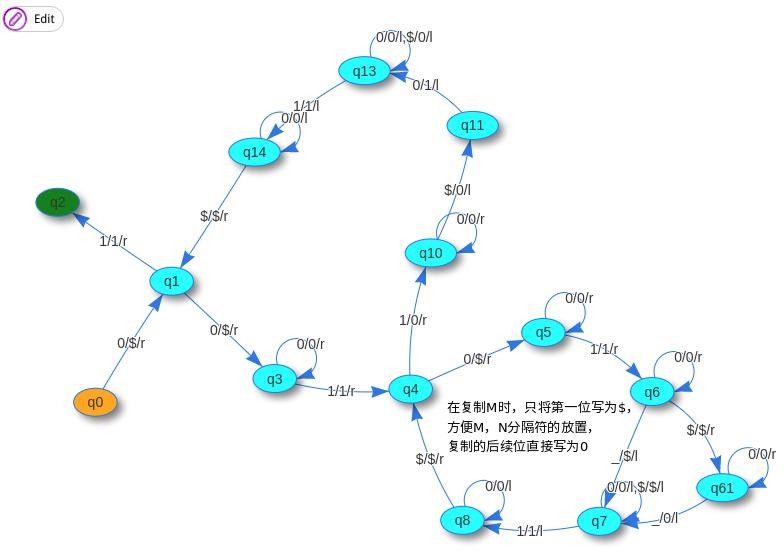 Edit
0/0/l,$/0/l
q13
0/1/l
1/1/l
0/0/l
q11
q14
q2
$/0/l
$/$/r
0/0/r
1/1/r
q10
q1
0/0/r
1/0/r
q5
0/$/r
0/$/r
0/0/r
1/1/r
0/$/r
0/0/r
q3
q4
q6
1/1/r
q0
在复制M时，只将第一位写为$，
方便M，N分隔符的放置，
复制的后续位直接写为0
$/$/r
$/$/r
_/$/l
0/0/r
0/0/l
0/0/l,$/$/l
q61
q8
q7
_/0/l
1/1/l